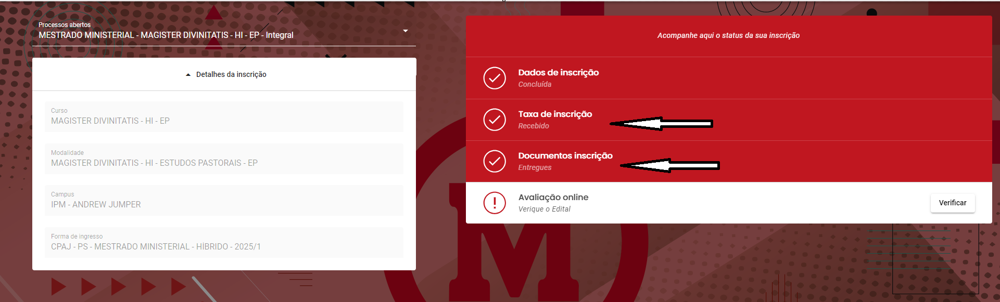 Processos abertos
MESTRADO MINISTERIAL - MAGISTER DIVINITATIS - HI - EP - Integral
Detalhes da inscrição
Curso
MAGISTER DIVINITATIS - HI - EP
Modalidade
MAGISTER DIVINITATIS - HI - ESTUDOS PASTORAIS - EP
Campus
IPM - ANDREW JUMPER
Forma de ingresso
CPAJ - PS - MESTRADO MINISTERIAL - HÍBRIDO - 2025/1
Acompanhe aqui o status da sua inscrição
Dados de inscrição
Concluída
Taxa de inscrição
Recebido
Documentos inscrição
Entregues
Avaliação online
Verique o Edital
Verificar
M